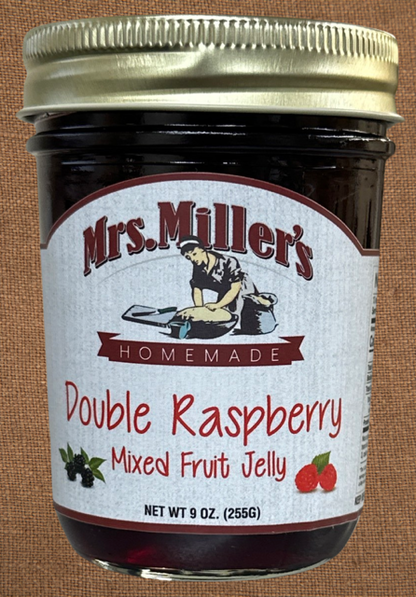 Mrs. Miller's
HOMEMADE
Double Raspberry
Mixed Fruit Jelly
NET WT 9 OZ. (255G)